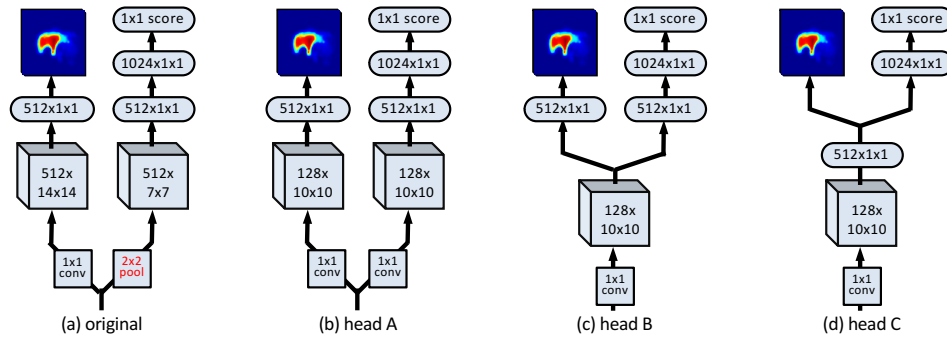 1x1 score
1024x1x1
512x1x1
512x1x1
512x
14x14
512x
7x7
1x1
conv
2x2
pool
(a) original
1x1 score
1024x1x1
512x1x1
512x1x1
128x
10x10
128x
10x10
1x1
conv
1x1
conv
(b) head A
1x1 score
1024x1x1
512x1x1
512x1x1
128x
10x10
1x1
conv
(c) head B
1x1 score
1024x1x1
512x1x1
128x
10x10
1x1
conv
(d) head C